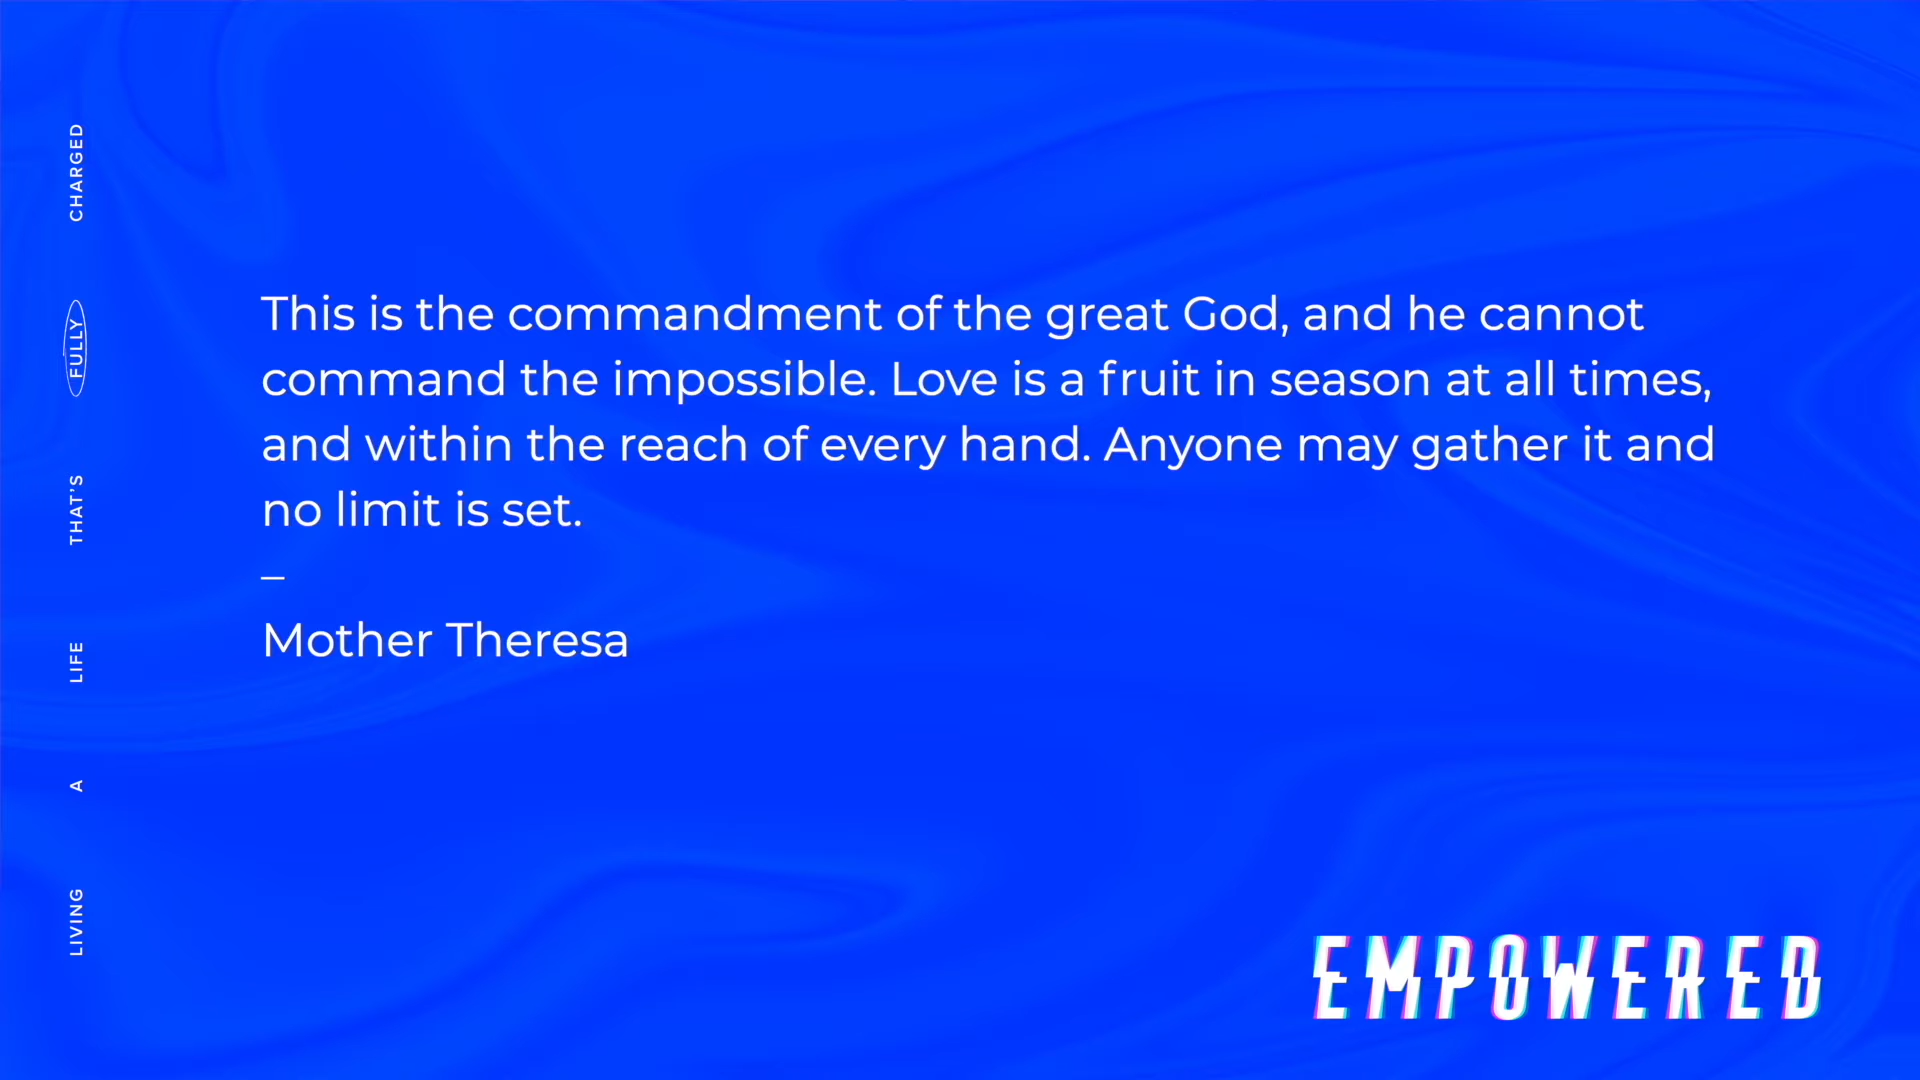 This is the commandment of the great God, and he cannot
command the impossible. Love is a fruit in season at all times,
and within the reach of every hand. Anyone may gather it and
no limit is set.
–
Mother Theresa
LIVING A LIFE THAT'S FULLY CHARGED
EMPOWERED